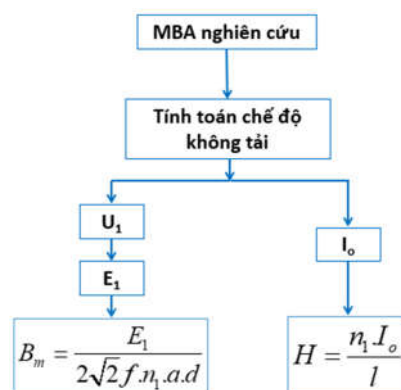 MBA nghiên cứu
Tính toán chế độ
không tải
U₁
Iₒ
E₁
Bₘ = E₁ / 2√2 f.n₁.a.d
H = n₁.Iₒ / l